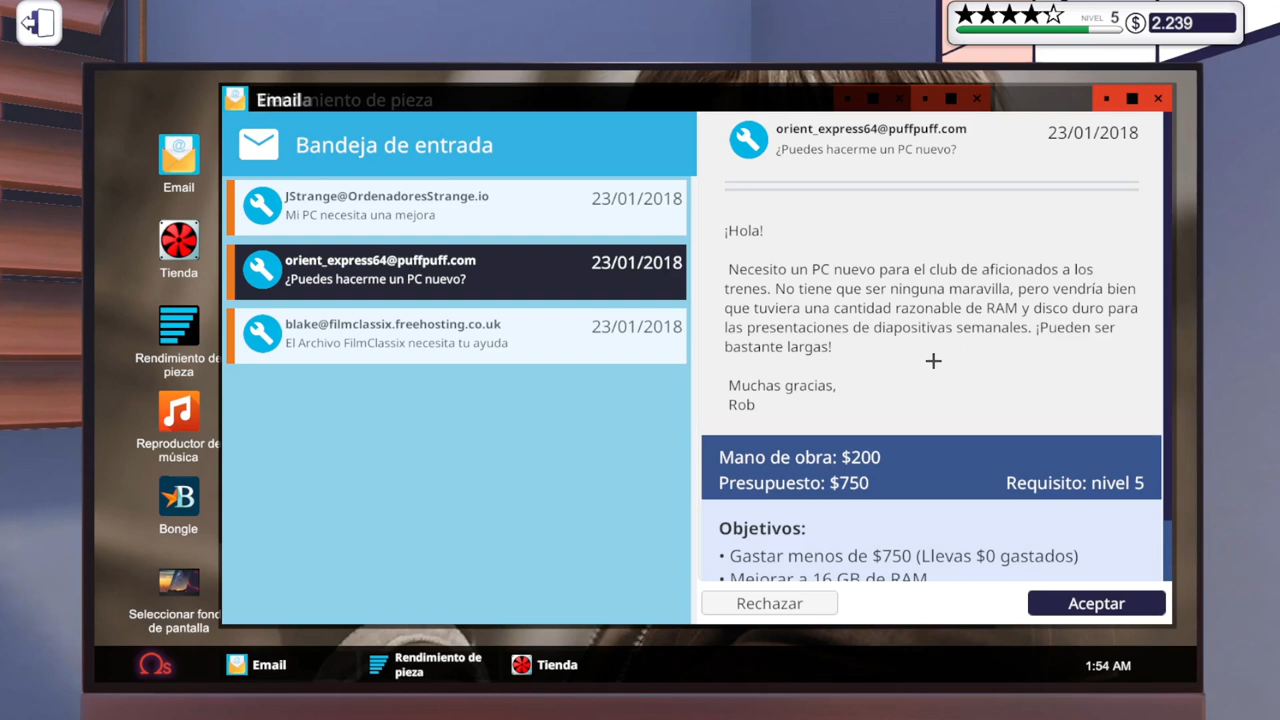 NIVEL 5
$ 2.239
Email
Bandeja de entrada
JStrange@OrdenadoresStrange.io
23/01/2018
Mi PC necesita una mejora
orient_express64@puffpuff.com
23/01/2018
¿Puedes hacerme un PC nuevo?
blake@filmclassix.freehosting.co.uk
23/01/2018
El Archivo FilmClassix necesita tu ayuda
orient_express64@puffpuff.com
23/01/2018
¿Puedes hacerme un PC nuevo?
¡Hola!
Necesito un PC nuevo para el club de aficionados a los
trenes. No tiene que ser ninguna maravilla, pero vendría bien
que tuviera una cantidad razonable de RAM y disco duro para
las presentaciones de diapositivas semanales. ¡Pueden ser
bastante largas!
Muchas gracias,
Rob
Mano de obra: $200
Presupuesto: $750
Requisito: nivel 5
Objetivos:
• Gastar menos de $750 (Llevas $0 gastados)
• Mejorar a 16 GB de RAM
Rechazar
Aceptar
Email
Tienda
Rendimiento de
pieza
Reproductor de
música
B
Bongle
Seleccionar fond
de pantalla
Ωs
Email
Rendimiento de
pieza
Tienda
1:54 AM